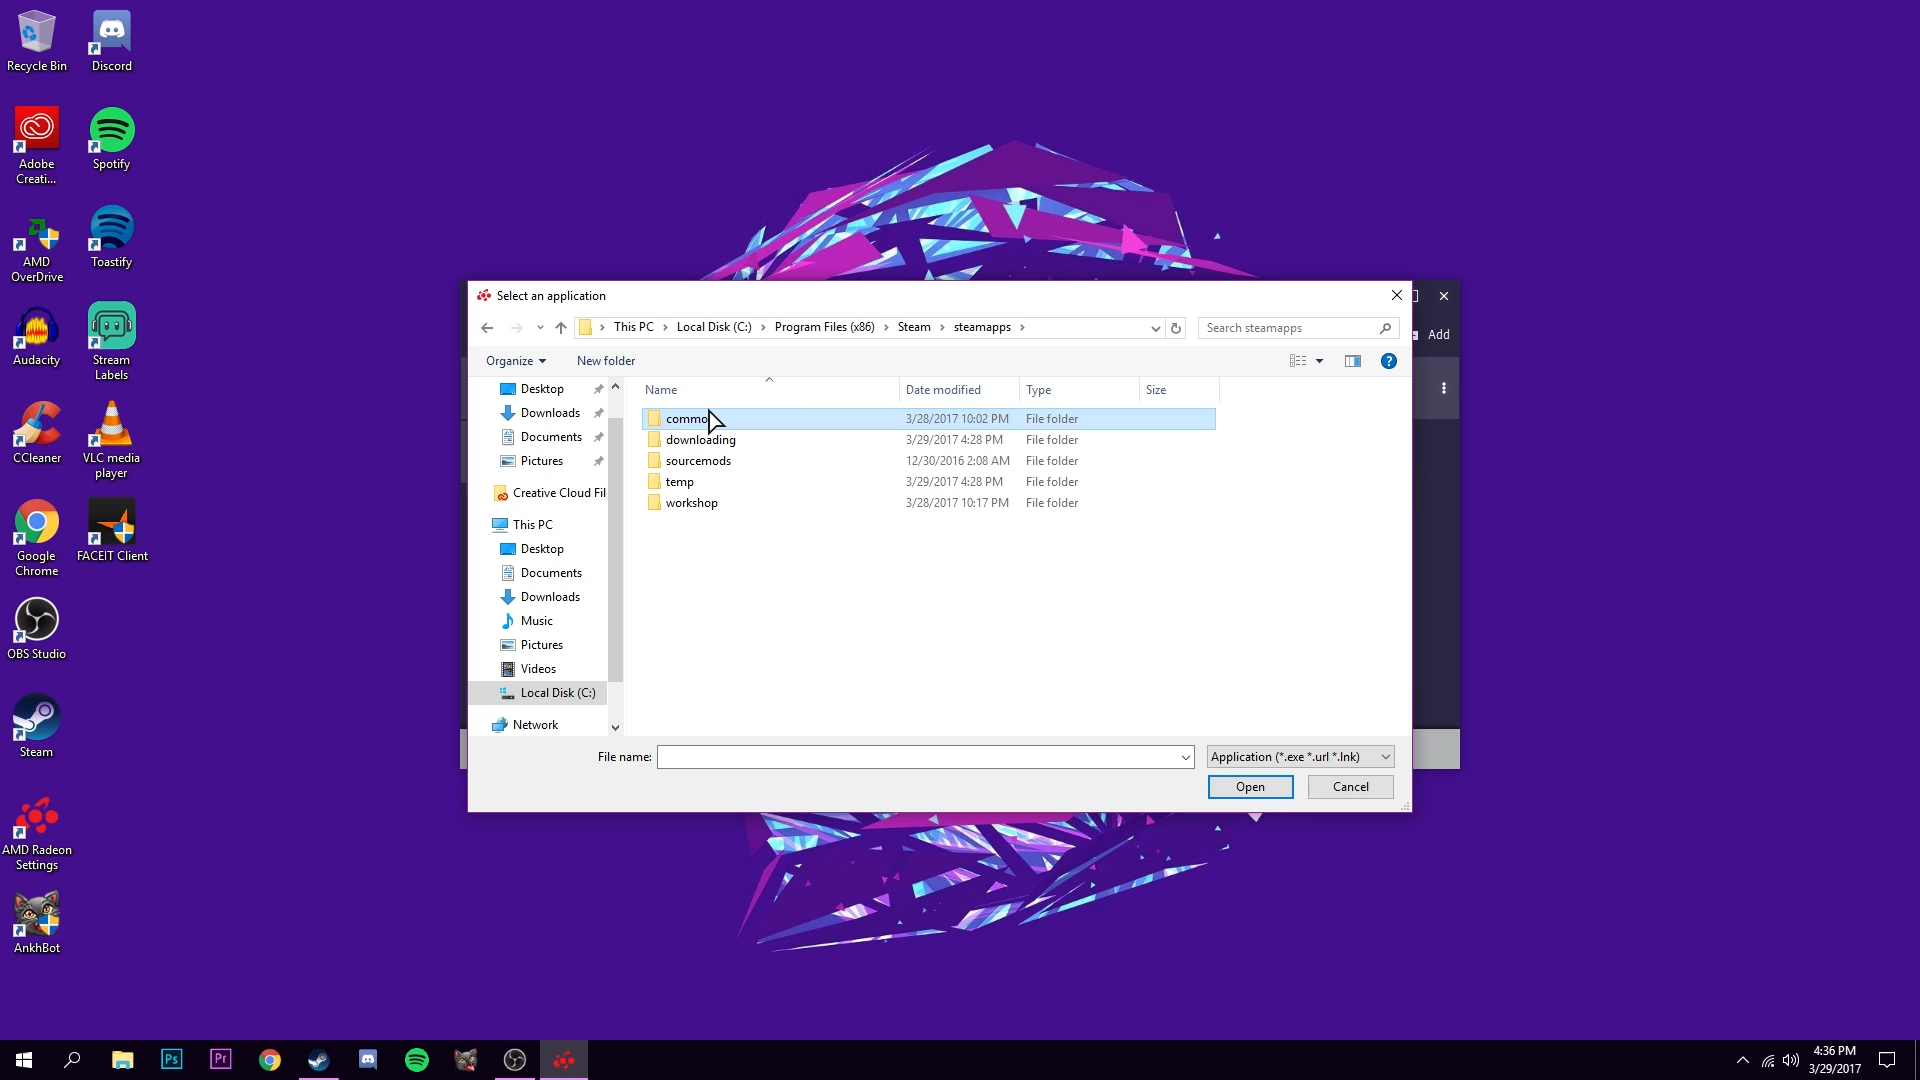 Recycle Bin
Discord
Adobe
Creati...
Spotify
AMD
OverDrive
Toastify
Audacity
Stream
Labels
CCleaner
VLC media
player
Google
Chrome
FACEIT Client
OBS Studio
Steam
AMD Radeon
Settings
AnkhBot
Select an application
This PC > Local Disk (C:) > Program Files (x86) > Steam > steamapps >
Search steamapps
Add
Organize
New folder
Name
Date modified
Type
Size
3/28/2017 10:02 PM
File folder
downloading
3/29/2017 4:28 PM
File folder
sourcemods
12/30/2016 2:08 AM
File folder
temp
3/29/2017 4:28 PM
File folder
workshop
3/28/2017 10:17 PM
File folder
Desktop
Downloads
Documents
Pictures
Creative Cloud Fil
This PC
Desktop
Documents
Downloads
Music
Pictures
Videos
Local Disk (C:)
Network
File name:
Application (*.exe *.url *.lnk)
Open
Cancel
Ps
Pr
4:36 PM
3/29/2017